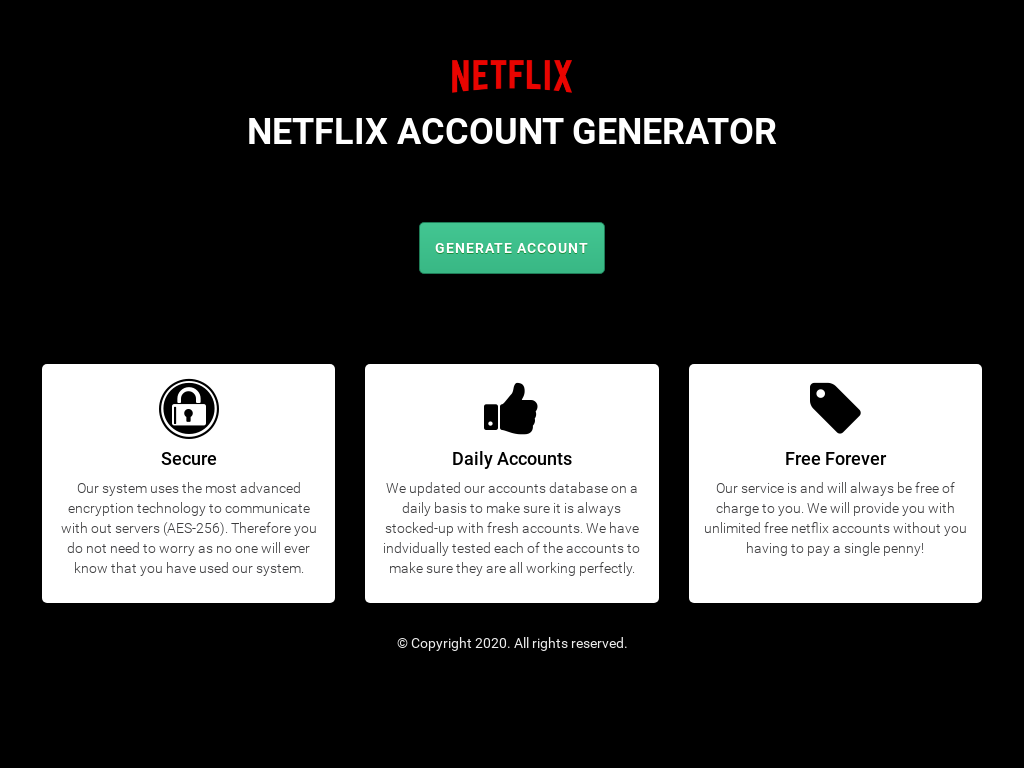 NETFLIX
NETFLIX ACCOUNT GENERATOR
GENERATE ACCOUNT
Secure
Our system uses the most advanced
encryption technology to communicate
with out servers (AES-256). Therefore you
do not need to worry as no one will ever
know that you have used our system.
Daily Accounts
We updated our accounts database on a
daily basis to make sure it is always
stocked-up with fresh accounts. We have
indvidually tested each of the accounts to
make sure they are all working perfectly.
Free Forever
Our service is and will always be free of
charge to you. We will provide you with
unlimited free netflix accounts without you
having to pay a single penny!
© Copyright 2020. All rights reserved.